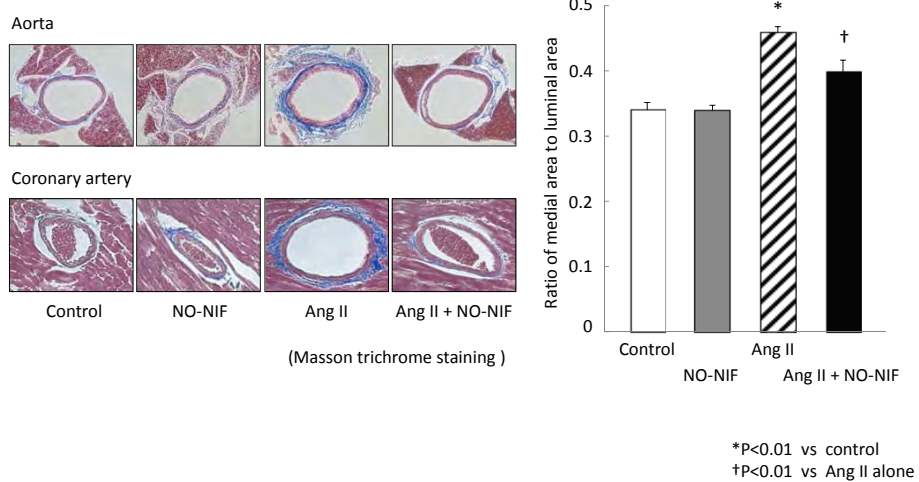 Aorta
Coronary artery
Control NO-NIF Ang II Ang II + NO-NIF
(Masson trichrome staining )
Ratio of medial area to luminal area
0.5
0.4
0.3
0.2
0.1
0
*
†
Control Ang II
NO-NIF Ang II + NO-NIF
*P<0.01 vs control
†P<0.01 vs Ang II alone